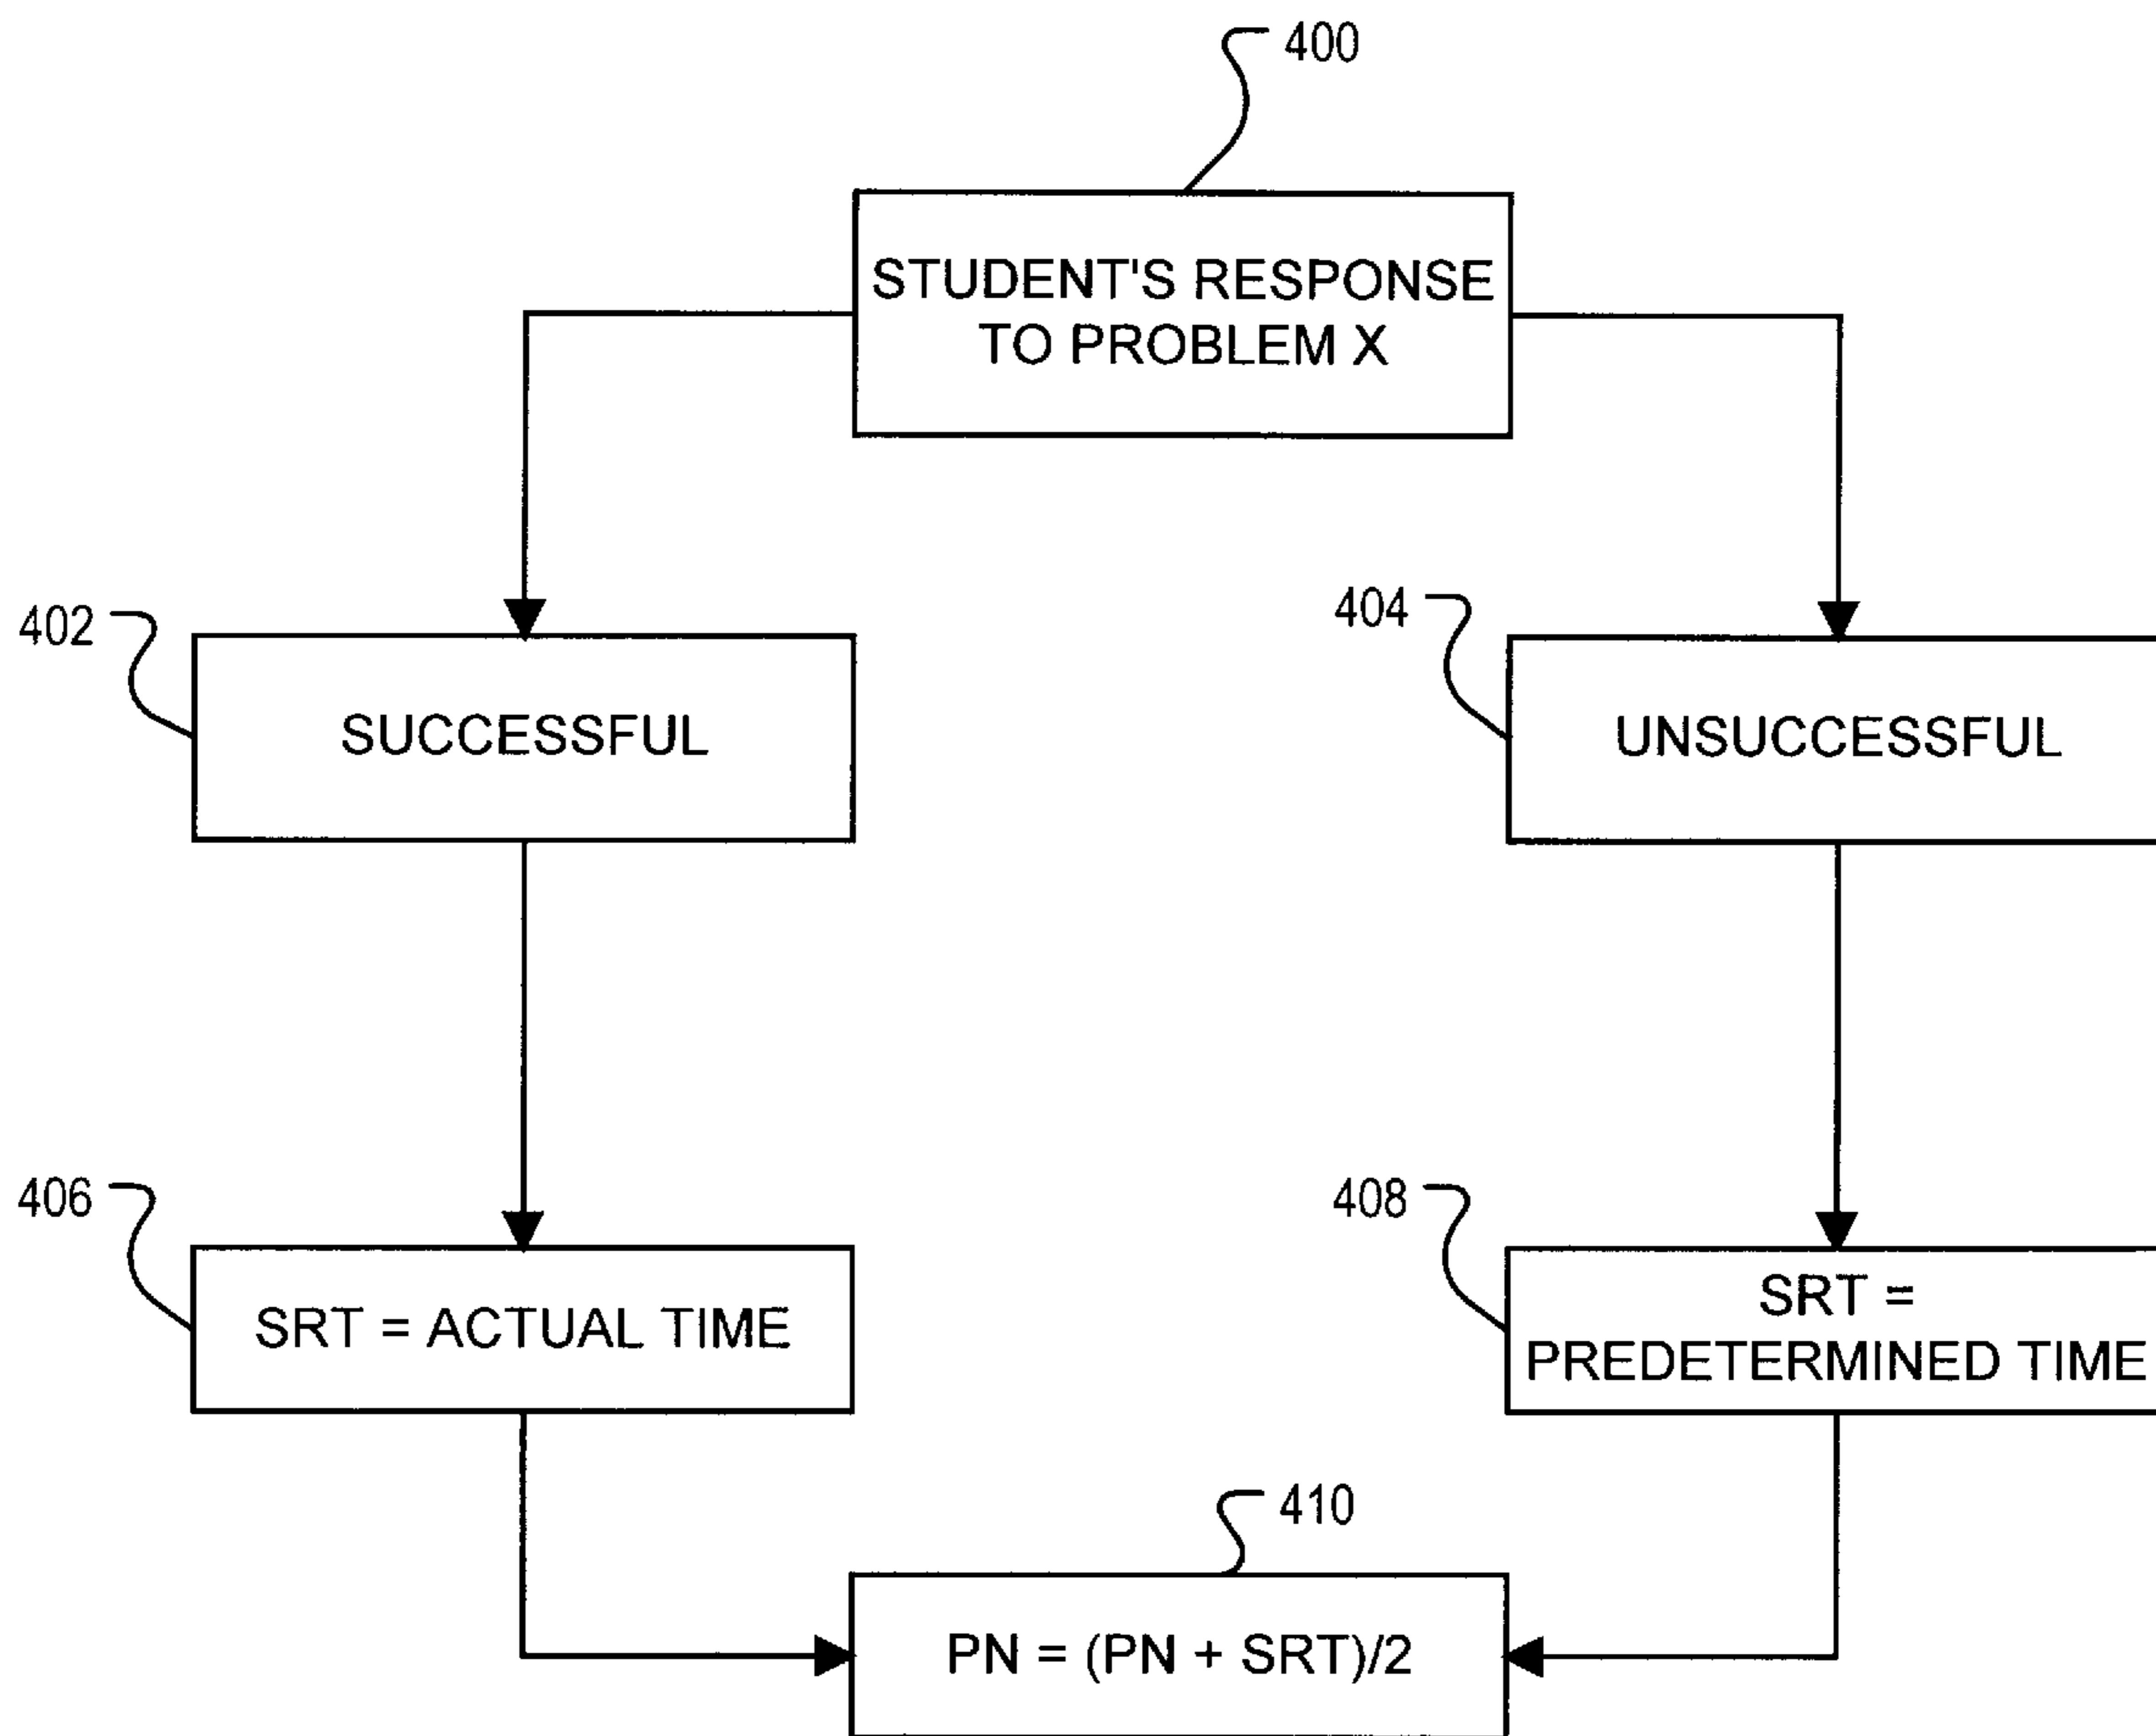 400
STUDENT'S RESPONSE
TO PROBLEM X
402
SUCCESSFUL
404
UNSUCCESSFUL
406
SRT = ACTUAL TIME
408
SRT =
PREDETERMINED TIME
410
PN = (PN + SRT)/2